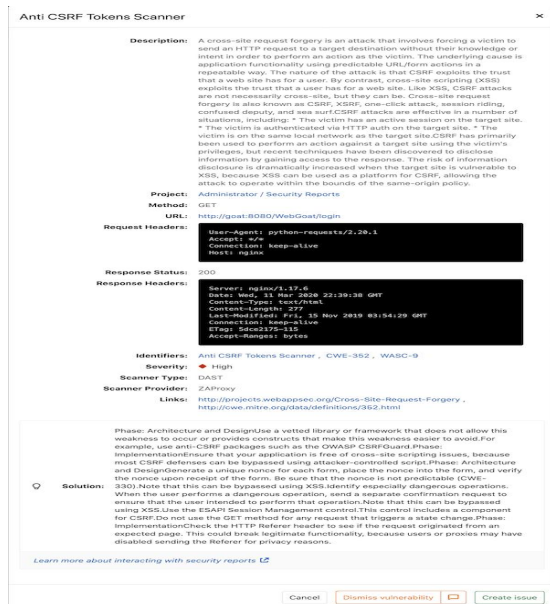 Anti CSRF Tokens Scanner ×
Description: A cross-site request forgery is an attack that involves forcing a victim to
send an HTTP request to a target destination without their knowledge or
intent in order to perform an action as the victim. The underlying cause is
application functionality using predictable URL/form actions in a
repeatable way. The nature of the attack is that CSRF exploits the trust
that a web site has for a user. By contrast, cross-site scripting (XSS)
exploits the trust that a user has for a web site. Like XSS, CSRF attacks
are not necessarily cross-site, but they can be. Cross-site request
forgery is also known as CSRF, XSRF, one-click attack, session riding,
confused deputy, and sea surf.CSRF attacks are effective in a number of
situations, including: * The victim has an active session on the target site.
* The victim is authenticated via HTTP auth on the target site. * The
victim is on the same local network as the target site.CSRF has primarily
been used to perform an action against a target site using the victim's
privileges, but recent techniques have been discovered to disclose
information by gaining access to the response. The risk of information
disclosure is dramatically increased when the target site is vulnerable to
XSS, because XSS can be used as a platform for CSRF, allowing the
attack to operate within the bounds of the same-origin policy.
Project: Administrator / Security Reports
Method: GET
URL: http://goat:8080/WebGoat/login
Request Headers:
User-Agent: python-requests/2.20.1
Accept: */*
Connection: keep-alive
Host: nginx
Response Status: 200
Response Headers:
Server: nginx/1.17.6
Date: Wed, 11 Mar 2020 22:39:38 GMT
Content-Type: text/html
Content-Length: 277
Last-Modified: Fri, 15 Nov 2019 03:54:29 GMT
Connection: keep-alive
ETag: 5dce2175-115
Accept-Ranges: bytes
Identifiers: Anti CSRF Tokens Scanner , CWE-352 , WASC-9
Severity: High
Scanner Type: DAST
Scanner Provider: ZAProxy
Links: http://projects.webappsec.org/Cross-Site-Request-Forgery ,
http://cwe.mitre.org/data/definitions/352.html
Phase: Architecture and DesignUse a vetted library or framework that does not allow this
weakness to occur or provides constructs that make this weakness easier to avoid.For
example, use anti-CSRF packages such as the OWASP CSRFGuard.Phase:
ImplementationEnsure that your application is free of cross-site scripting issues, because
most CSRF defenses can be bypassed using attacker-controlled script.Phase: Architecture
and DesignGenerate a unique nonce for each form, place the nonce into the form, and verify
the nonce upon receipt of the form. Be sure that the nonce is not predictable (CWE-
Solution: 330).Note that this can be bypassed using XSS.Identify especially dangerous operations.
When the user performs a dangerous operation, send a separate confirmation request to
ensure that the user intended to perform that operation.Note that this can be bypassed
using XSS.Use the ESAPI Session Management control.This control includes a component
for CSRF.Do not use the GET method for any request that triggers a state change.Phase:
ImplementationCheck the HTTP Referer header to see if the request originated from an
expected page. This could break legitimate functionality, because users or proxies may have
disabled sending the Referer for privacy reasons.
Learn more about interacting with security reports
Cancel Dismiss vulnerability Create issue